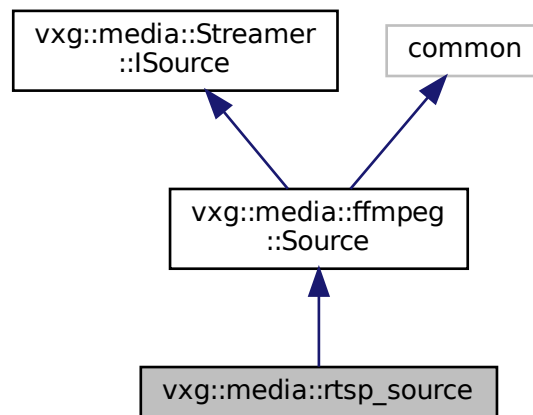 vxg::media::Streamer
::ISource
common
vxg::media::ffmpeg
::Source
vxg::media::rtsp_source